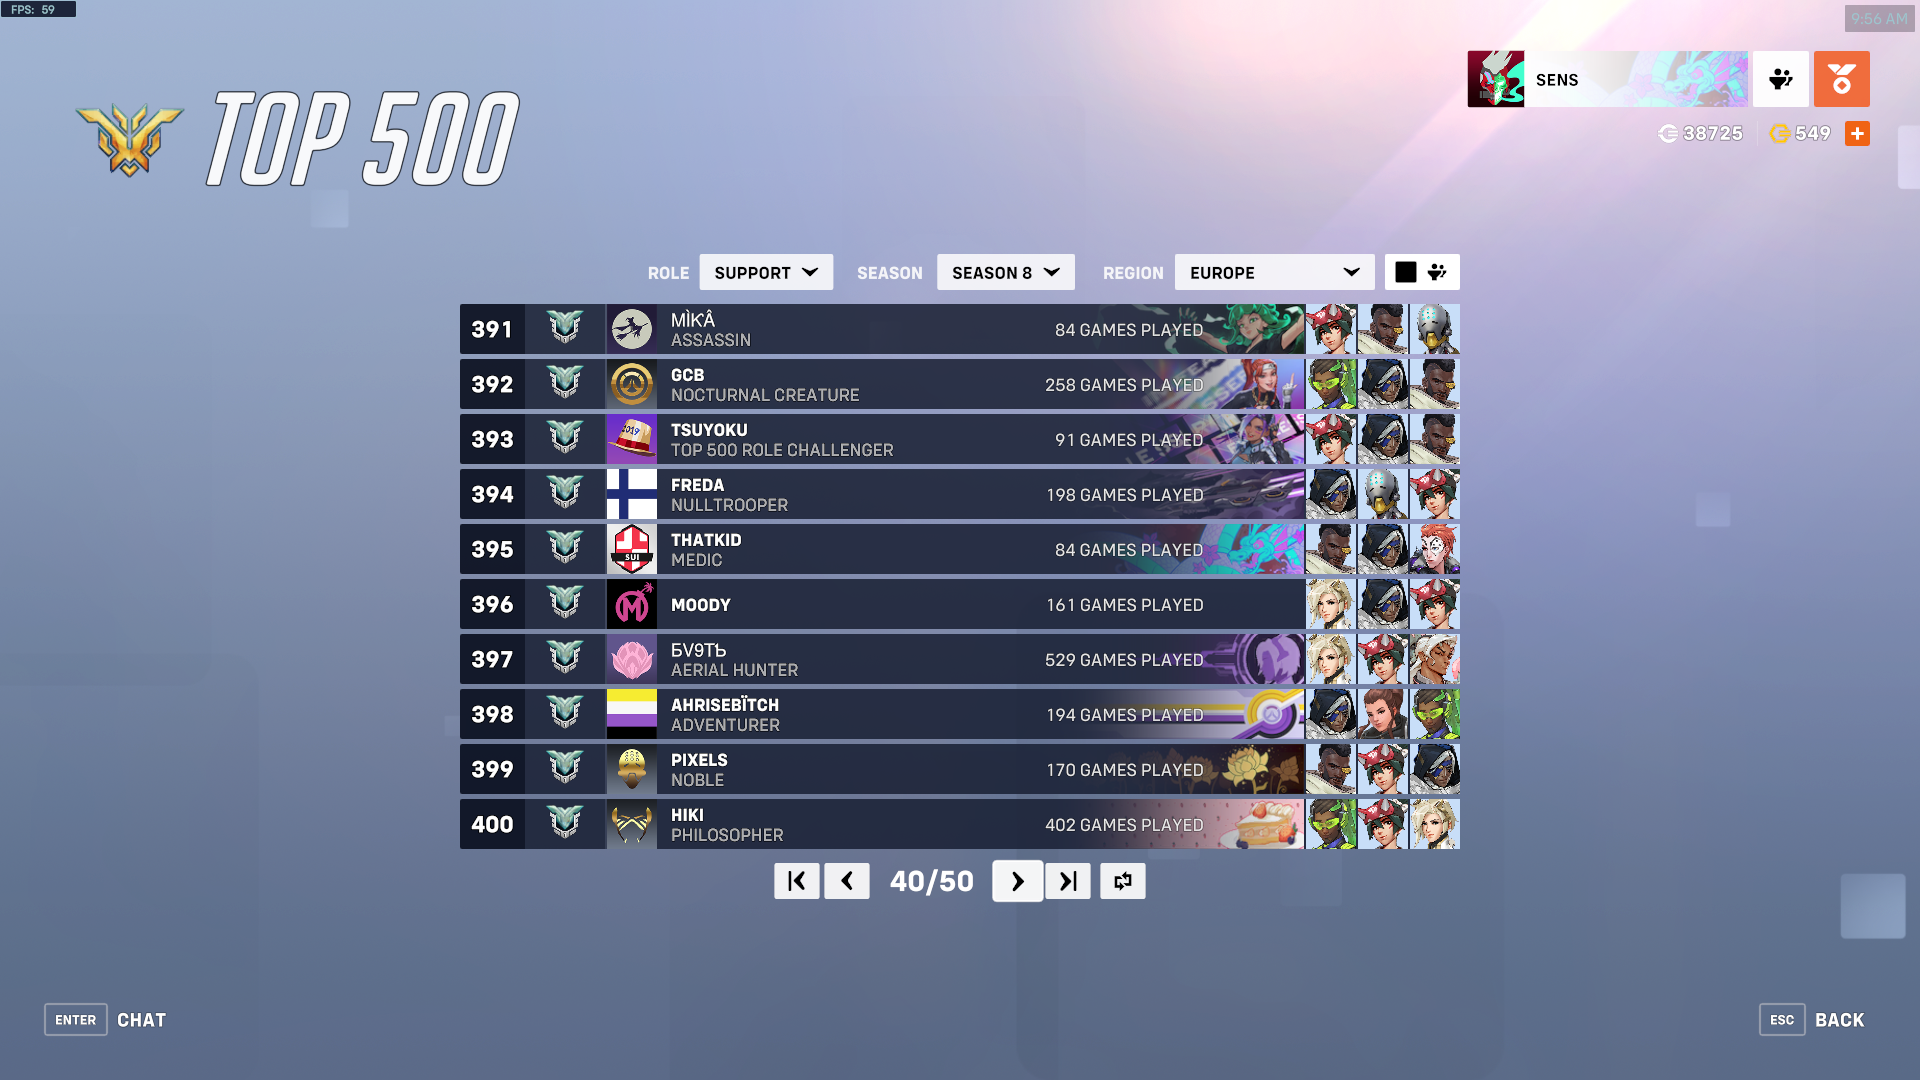 FPS: 59
9:56 AM
TOP 500
SENS
38725
549
ROLE SUPPORT SEASON SEASON 8 REGION EUROPE
391 MÌƘÂ 84 GAMES PLAYED
ASSASSIN
392 GCB 258 GAMES PLAYED
NOCTURNAL CREATURE
393 TSUYOKU 91 GAMES PLAYED
TOP 500 ROLE CHALLENGER
394 FREDA 198 GAMES PLAYED
NULLTROOPER
395 THATKID 84 GAMES PLAYED
MEDIC
SUI
396 MOODY 161 GAMES PLAYED
397 БV9ТЪ 529 GAMES PLAYED
AERIAL HUNTER
398 AHRISEBÏTCH 194 GAMES PLAYED
ADVENTURER
399 PIXELS 170 GAMES PLAYED
NOBLE
400 HIKI 402 GAMES PLAYED
PHILOSOPHER
40/50
ENTER CHAT
ESC BACK